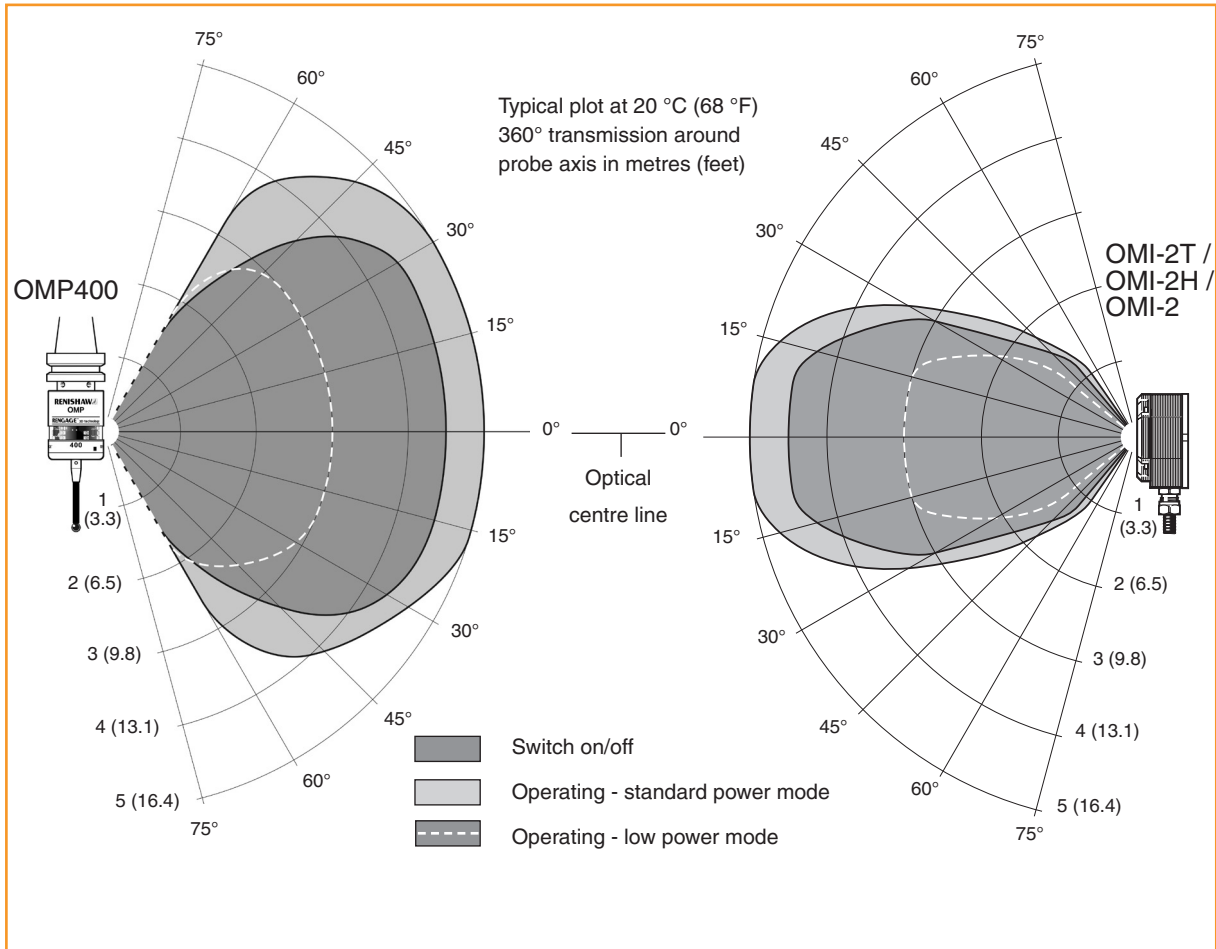 75°
60°
45°
30°
15°
0°
15°
30°
45°
60°
75°
OMP400
RENISHAW
OMP
RENGAGE™
400
1
(3.3)
2 (6.5)
3 (9.8)
4 (13.1)
5 (16.4)
Typical plot at 20 °C (68 °F)
360° transmission around
probe axis in metres (feet)
Optical
centre line
75°
60°
45°
30°
15°
0°
15°
30°
45°
60°
75°
OMI-2T /
OMI-2H /
OMI-2
1
(3.3)
2 (6.5)
3 (9.8)
4 (13.1)
5 (16.4)
Switch on/off
Operating - standard power mode
Operating - low power mode